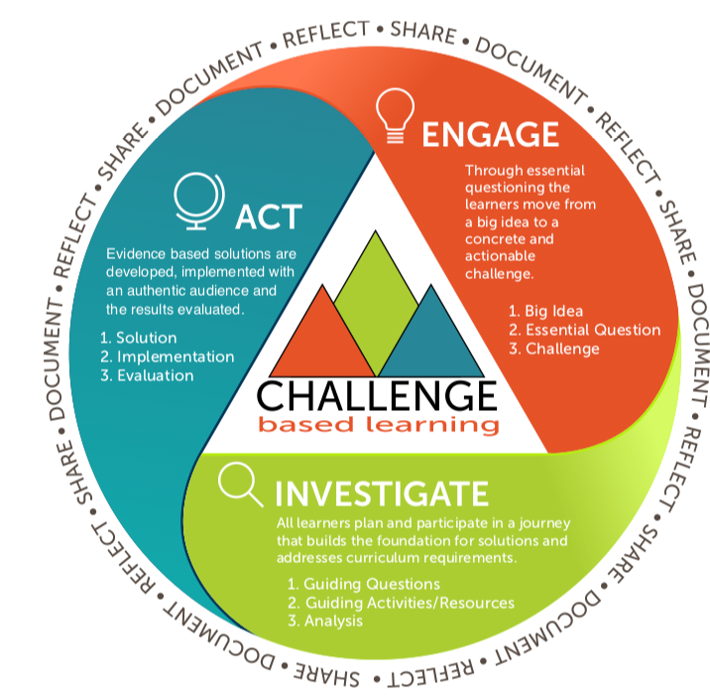 REFLECT • SHARE • DOCUMENT • REFLECT • SHARE • DOCUMENT • REFLECT • SHARE • DOCUMENT • REFLECT • SHARE • DOCUMENT • REFLECT • SHARE • DOCUMENT • REFLECT • SHARE • DOCUMENT •
ENGAGE
Through essential
questioning the
learners move from
a big idea to a
concrete and
actionable
challenge.
1. Big Idea
2. Essential Question
3. Challenge
ACT
Evidence based solutions are
developed, implemented with
an authentic audience and
the results evaluated.
1. Solution
2. Implementation
3. Evaluation
CHALLENGE
based learning
INVESTIGATE
All learners plan and participate in a journey
that builds the foundation for solutions and
addresses curriculum requirements.
1. Guiding Questions
2. Guiding Activities/Resources
3. Analysis